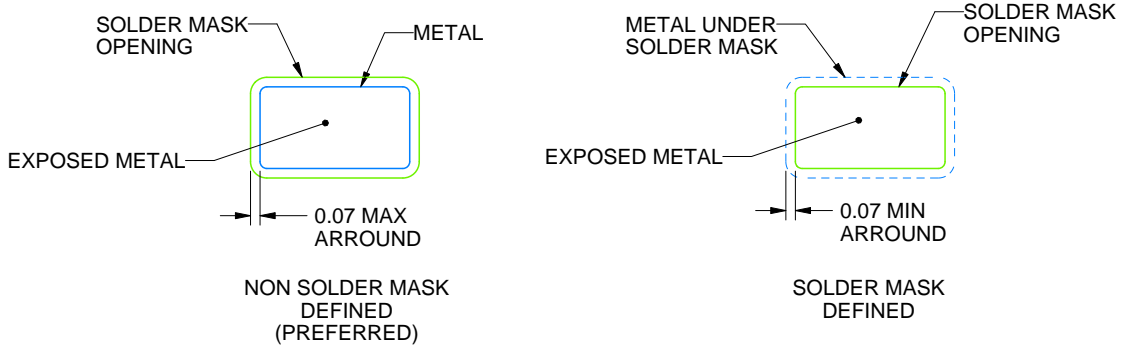 SOLDER MASK
OPENING
METAL
EXPOSED METAL
0.07 MAX
ARROUND
NON SOLDER MASK
DEFINED
(PREFERRED)
METAL UNDER
SOLDER MASK
SOLDER MASK
OPENING
EXPOSED METAL
0.07 MIN
ARROUND
SOLDER MASK
DEFINED